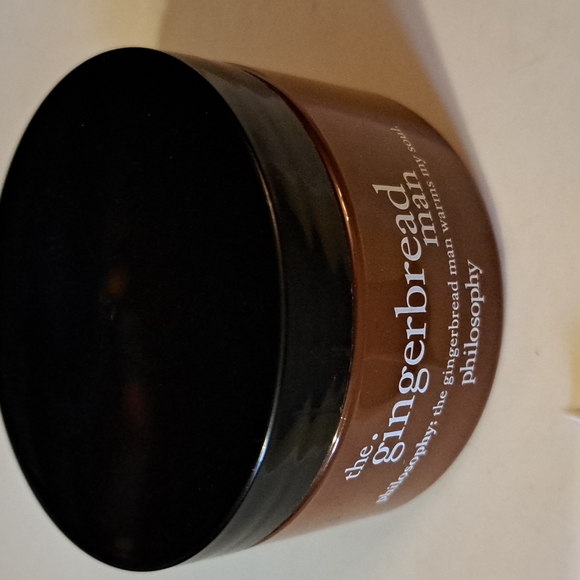 the
gingerbread
man
philosophy: the gingerbread man warms my soul.
philosophy